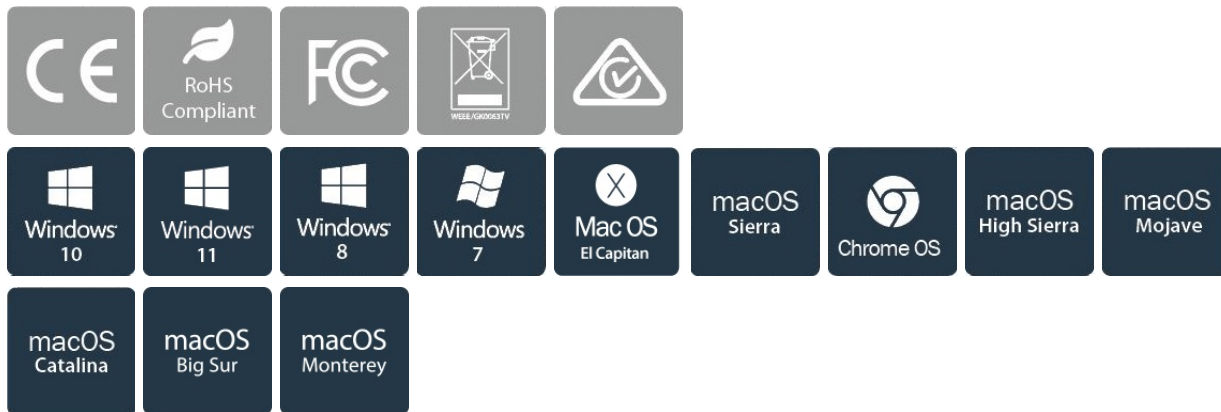 CE
RoHS
Compliant
FC
WEEE/GK0083TV
Windows
10
Windows
11
Windows
8
Windows
7
X
Mac OS
El Capitan
macOS
Sierra
Chrome OS
macOS
High Sierra
macOS
Mojave
macOS
Catalina
macOS
Big Sur
macOS
Monterey